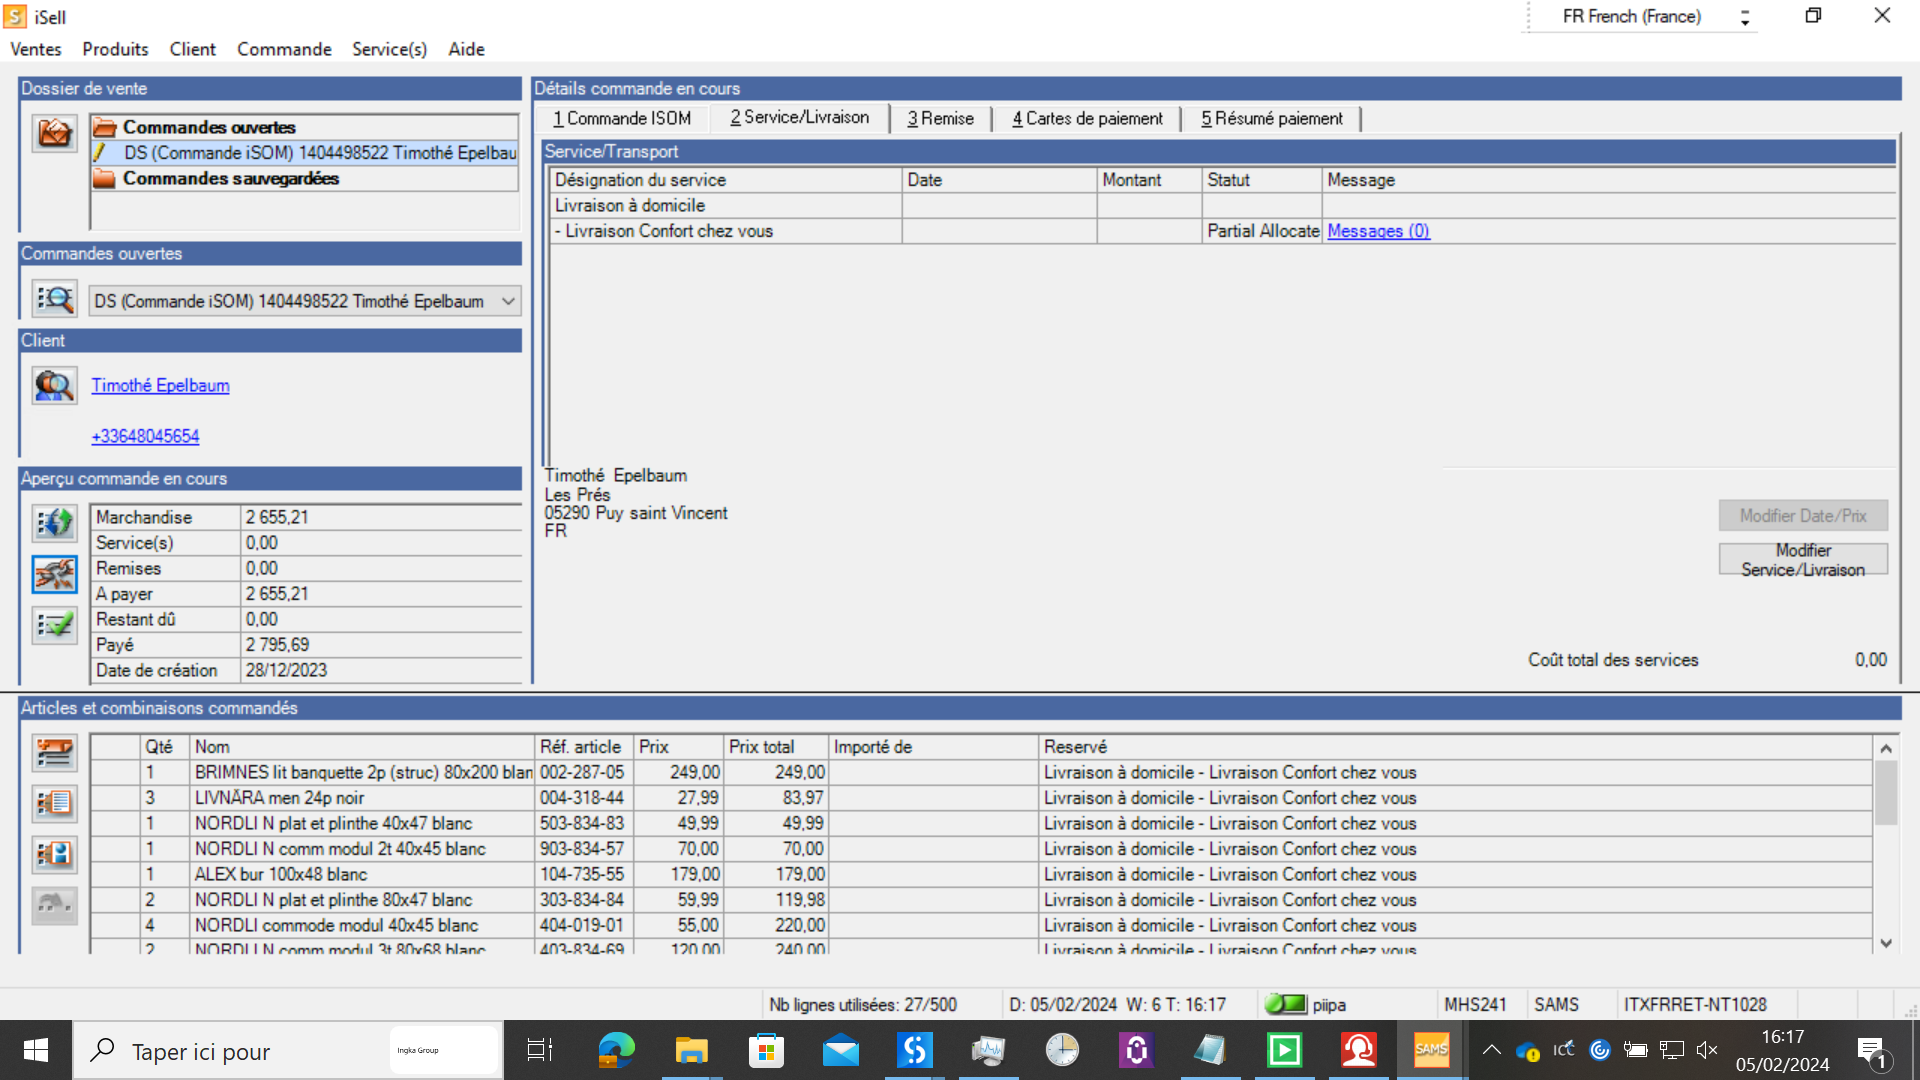 iSell
FR French (France)
Ventes Produits Client Commande Service(s) Aide
Dossier de vente
Commandes ouvertes
DS (Commande iSOM) 1404498522 Timothé Epelbau
Commandes sauvegardées
Commandes ouvertes
DS (Commande iSOM) 1404498522 Timothé Epelbaum
Client
Timothé Epelbaum
+33648045654
Aperçu commande en cours
Marchandise 2 655,21
Service(s) 0,00
Remises 0,00
A payer 2 655,21
Restant dû 0,00
Payé 2 795,69
Date de création 28/12/2023
Détails commande en cours
1 Commande ISOM 2 Service/Livraison 3 Remise 4 Cartes de paiement 5 Résumé paiement
Service/Transport
Désignation du service Date Montant Statut Message
Livraison à domicile
- Livraison Confort chez vous Partial Allocate Messages (0)
Timothé Epelbaum
Les Prés
05290 Puy saint Vincent
FR
Modifier Date/Prix
Modifier
Service/Livraison
Coût total des services 0,00
Articles et combinaisons commandés
Qté Nom Réf. article Prix Prix total Importé de Reservé
1 BRIMNES lit banquette 2p (struc) 80x200 blan 002-287-05 249,00 249,00 Livraison à domicile - Livraison Confort chez vous
3 LIVNÄRA men 24p noir 004-318-44 27,99 83,97 Livraison à domicile - Livraison Confort chez vous
1 NORDLI N plat et plinthe 40x47 blanc 503-834-83 49,99 49,99 Livraison à domicile - Livraison Confort chez vous
1 NORDLI N comm modul 2t 40x45 blanc 903-834-57 70,00 70,00 Livraison à domicile - Livraison Confort chez vous
1 ALEX bur 100x48 blanc 104-735-55 179,00 179,00 Livraison à domicile - Livraison Confort chez vous
2 NORDLI N plat et plinthe 80x47 blanc 303-834-84 59,99 119,98 Livraison à domicile - Livraison Confort chez vous
4 NORDLI commode modul 40x45 blanc 404-019-01 55,00 220,00 Livraison à domicile - Livraison Confort chez vous
2 NORDLI N comm modul 3t 80x68 blanc 403-834-69 120,00 240,00 Livraison à domicile - Livraison Confort chez vous
Nb lignes utilisées: 27/500 D: 05/02/2024 W: 6 T: 16:17 piipa MHS241 SAMS ITXFRRET-NT1028
Taper ici pour Ingka Group SAMS ICC 16:17
05/02/2024 1